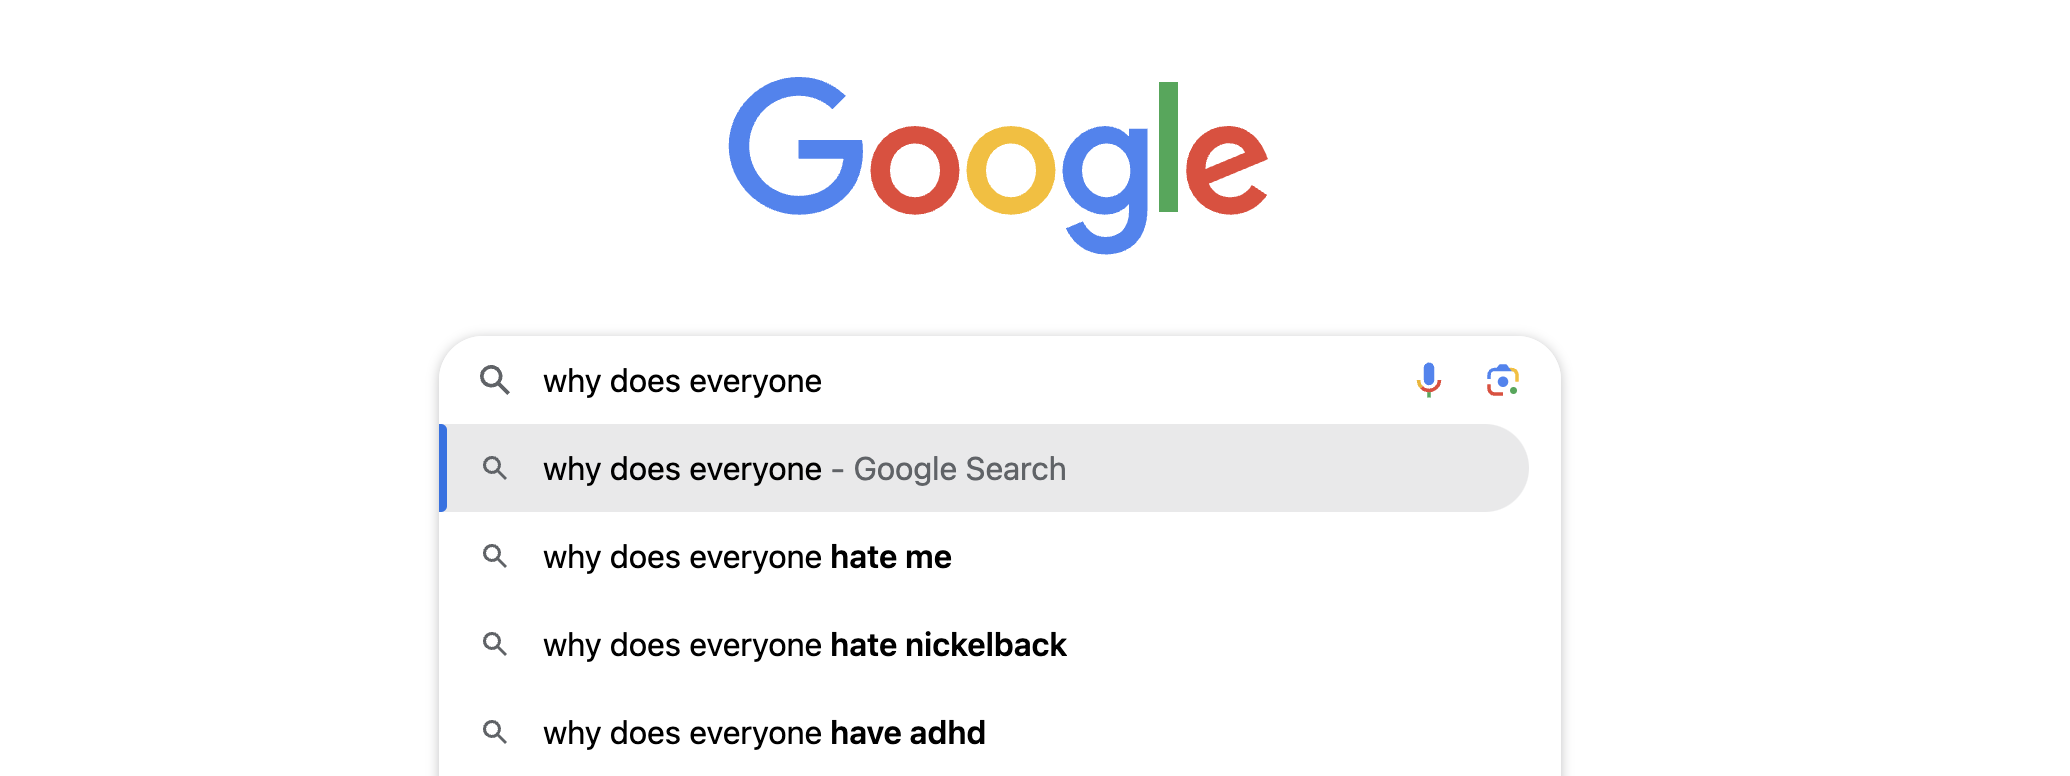 Google
why does everyone
why does everyone - Google Search
why does everyone hate me
why does everyone hate nickelback
why does everyone have adhd